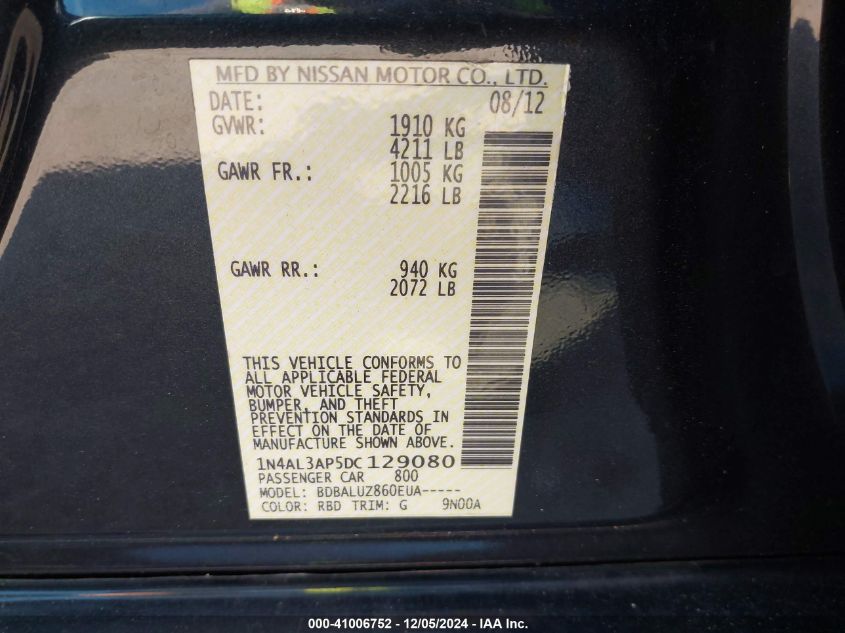 MFD BY NISSAN MOTOR CO., LTD.
DATE: 08/12
GVWR: 1910 KG
4211 LB
GAWR FR.: 1005 KG
2216 LB
GAWR RR.: 940 KG
2072 LB
THIS VEHICLE CONFORMS TO
ALL APPLICABLE FEDERAL
MOTOR VEHICLE SAFETY,
BUMPER, AND THEFT
PREVENTION STANDARDS IN
EFFECT ON THE DATE OF
MANUFACTURE SHOWN ABOVE.
1N4AL3AP5DC129080
PASSENGER CAR 800
MODEL: BDBALUZ860EUA-----
COLOR: RBD TRIM: G 9N00A
000-41006752 - 12/05/2024 - IAA Inc.